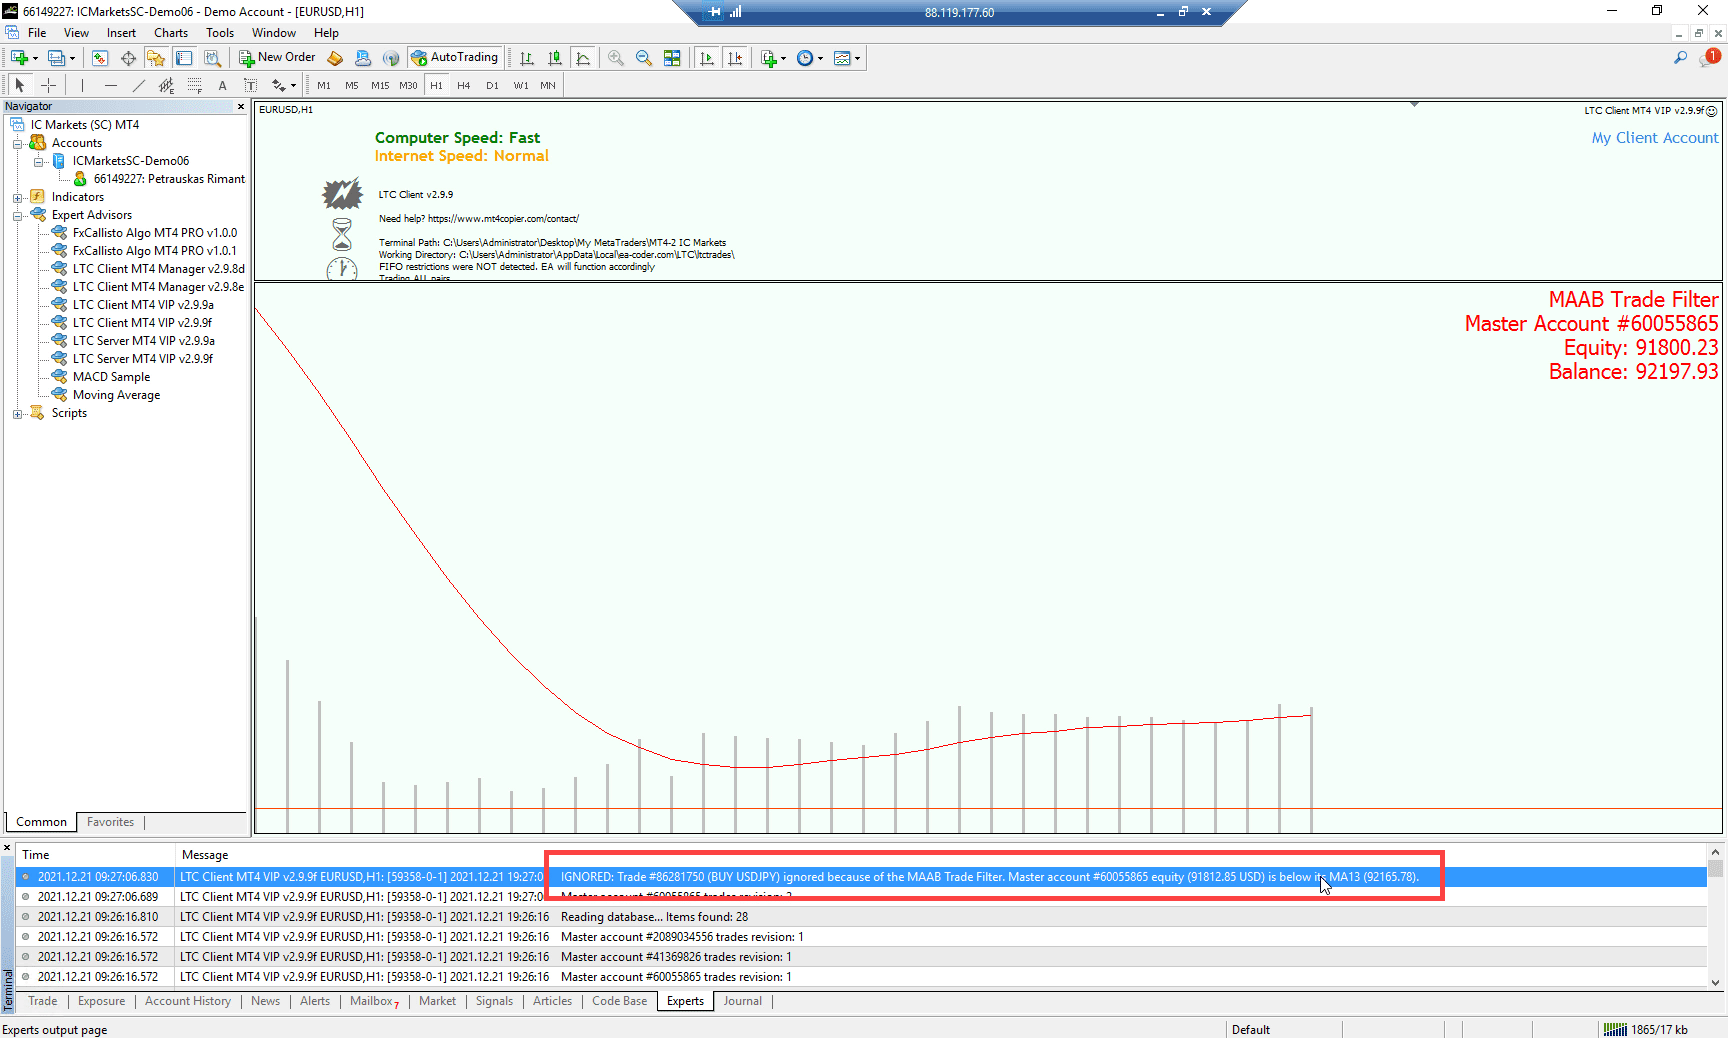 66149227: ICMarketsSC-Demo06 - Demo Account - [EURUSD,H1]
88.119.177.60
File View Insert Charts Tools Window Help
New Order AutoTrading
1
A T M1 M5 M15 M30 H1 H4 D1 W1 MN
Navigator
IC Markets (SC) MT4
Accounts
ICMarketsSC-Demo06
66149227: Petrauskas Rimant
Indicators
Expert Advisors
FxCallisto Algo MT4 PRO v1.0.0
FxCallisto Algo MT4 PRO v1.0.1
LTC Client MT4 Manager v2.9.8d
LTC Client MT4 Manager v2.9.8e
LTC Client MT4 VIP v2.9.9a
LTC Client MT4 VIP v2.9.9f
LTC Server MT4 VIP v2.9.9a
LTC Server MT4 VIP v2.9.9f
MACD Sample
Moving Average
Scripts
Common Favorites
EURUSD,H1
LTC Client MT4 VIP v2.9.9f
My Client Account
Computer Speed: Fast
Internet Speed: Normal
LTC Client v2.9.9
Need help? https://www.mt4copier.com/contact/
Terminal Path: C:\Users\Administrator\Desktop\My MetaTraders\MT4-2 IC Markets
Working Directory: C:\Users\Administrator\AppData\Local\ea-coder.com\LTC\ltctrades\
FIFO restrictions were NOT detected. EA will function accordingly
Trading ALL pairs
MAAB Trade Filter
Master Account #60055865
Equity: 91800.23
Balance: 92197.93
Time Message
2021.12.21 09:27:06.830 LTC Client MT4 VIP v2.9.9f EURUSD,H1: [59358-0-1] 2021.12.21 19:27:0 IGNORED: Trade #86281750 (BUY USDJPY) ignored because of the MAAB Trade Filter. Master account #60055865 equity (91812.85 USD) is below its MA13 (92165.78).
2021.12.21 09:27:06.689 LTC Client MT4 VIP v2.9.9f EURUSD,H1: [59358-0-1] 2021.12.21 19:27:0 Master account #60055865 trades revision: 2
2021.12.21 09:26:16.810 LTC Client MT4 VIP v2.9.9f EURUSD,H1: [59358-0-1] 2021.12.21 19:26:16 Reading database... Items found: 28
2021.12.21 09:26:16.572 LTC Client MT4 VIP v2.9.9f EURUSD,H1: [59358-0-1] 2021.12.21 19:26:16 Master account #2089034556 trades revision: 1
2021.12.21 09:26:16.572 LTC Client MT4 VIP v2.9.9f EURUSD,H1: [59358-0-1] 2021.12.21 19:26:16 Master account #41369826 trades revision: 1
2021.12.21 09:26:16.572 LTC Client MT4 VIP v2.9.9f EURUSD,H1: [59358-0-1] 2021.12.21 19:26:16 Master account #60055865 trades revision: 1
Terminal
Trade Exposure Account History News Alerts Mailbox 7 Market Signals Articles Code Base Experts Journal
Experts output page
Default
1865/17 kb